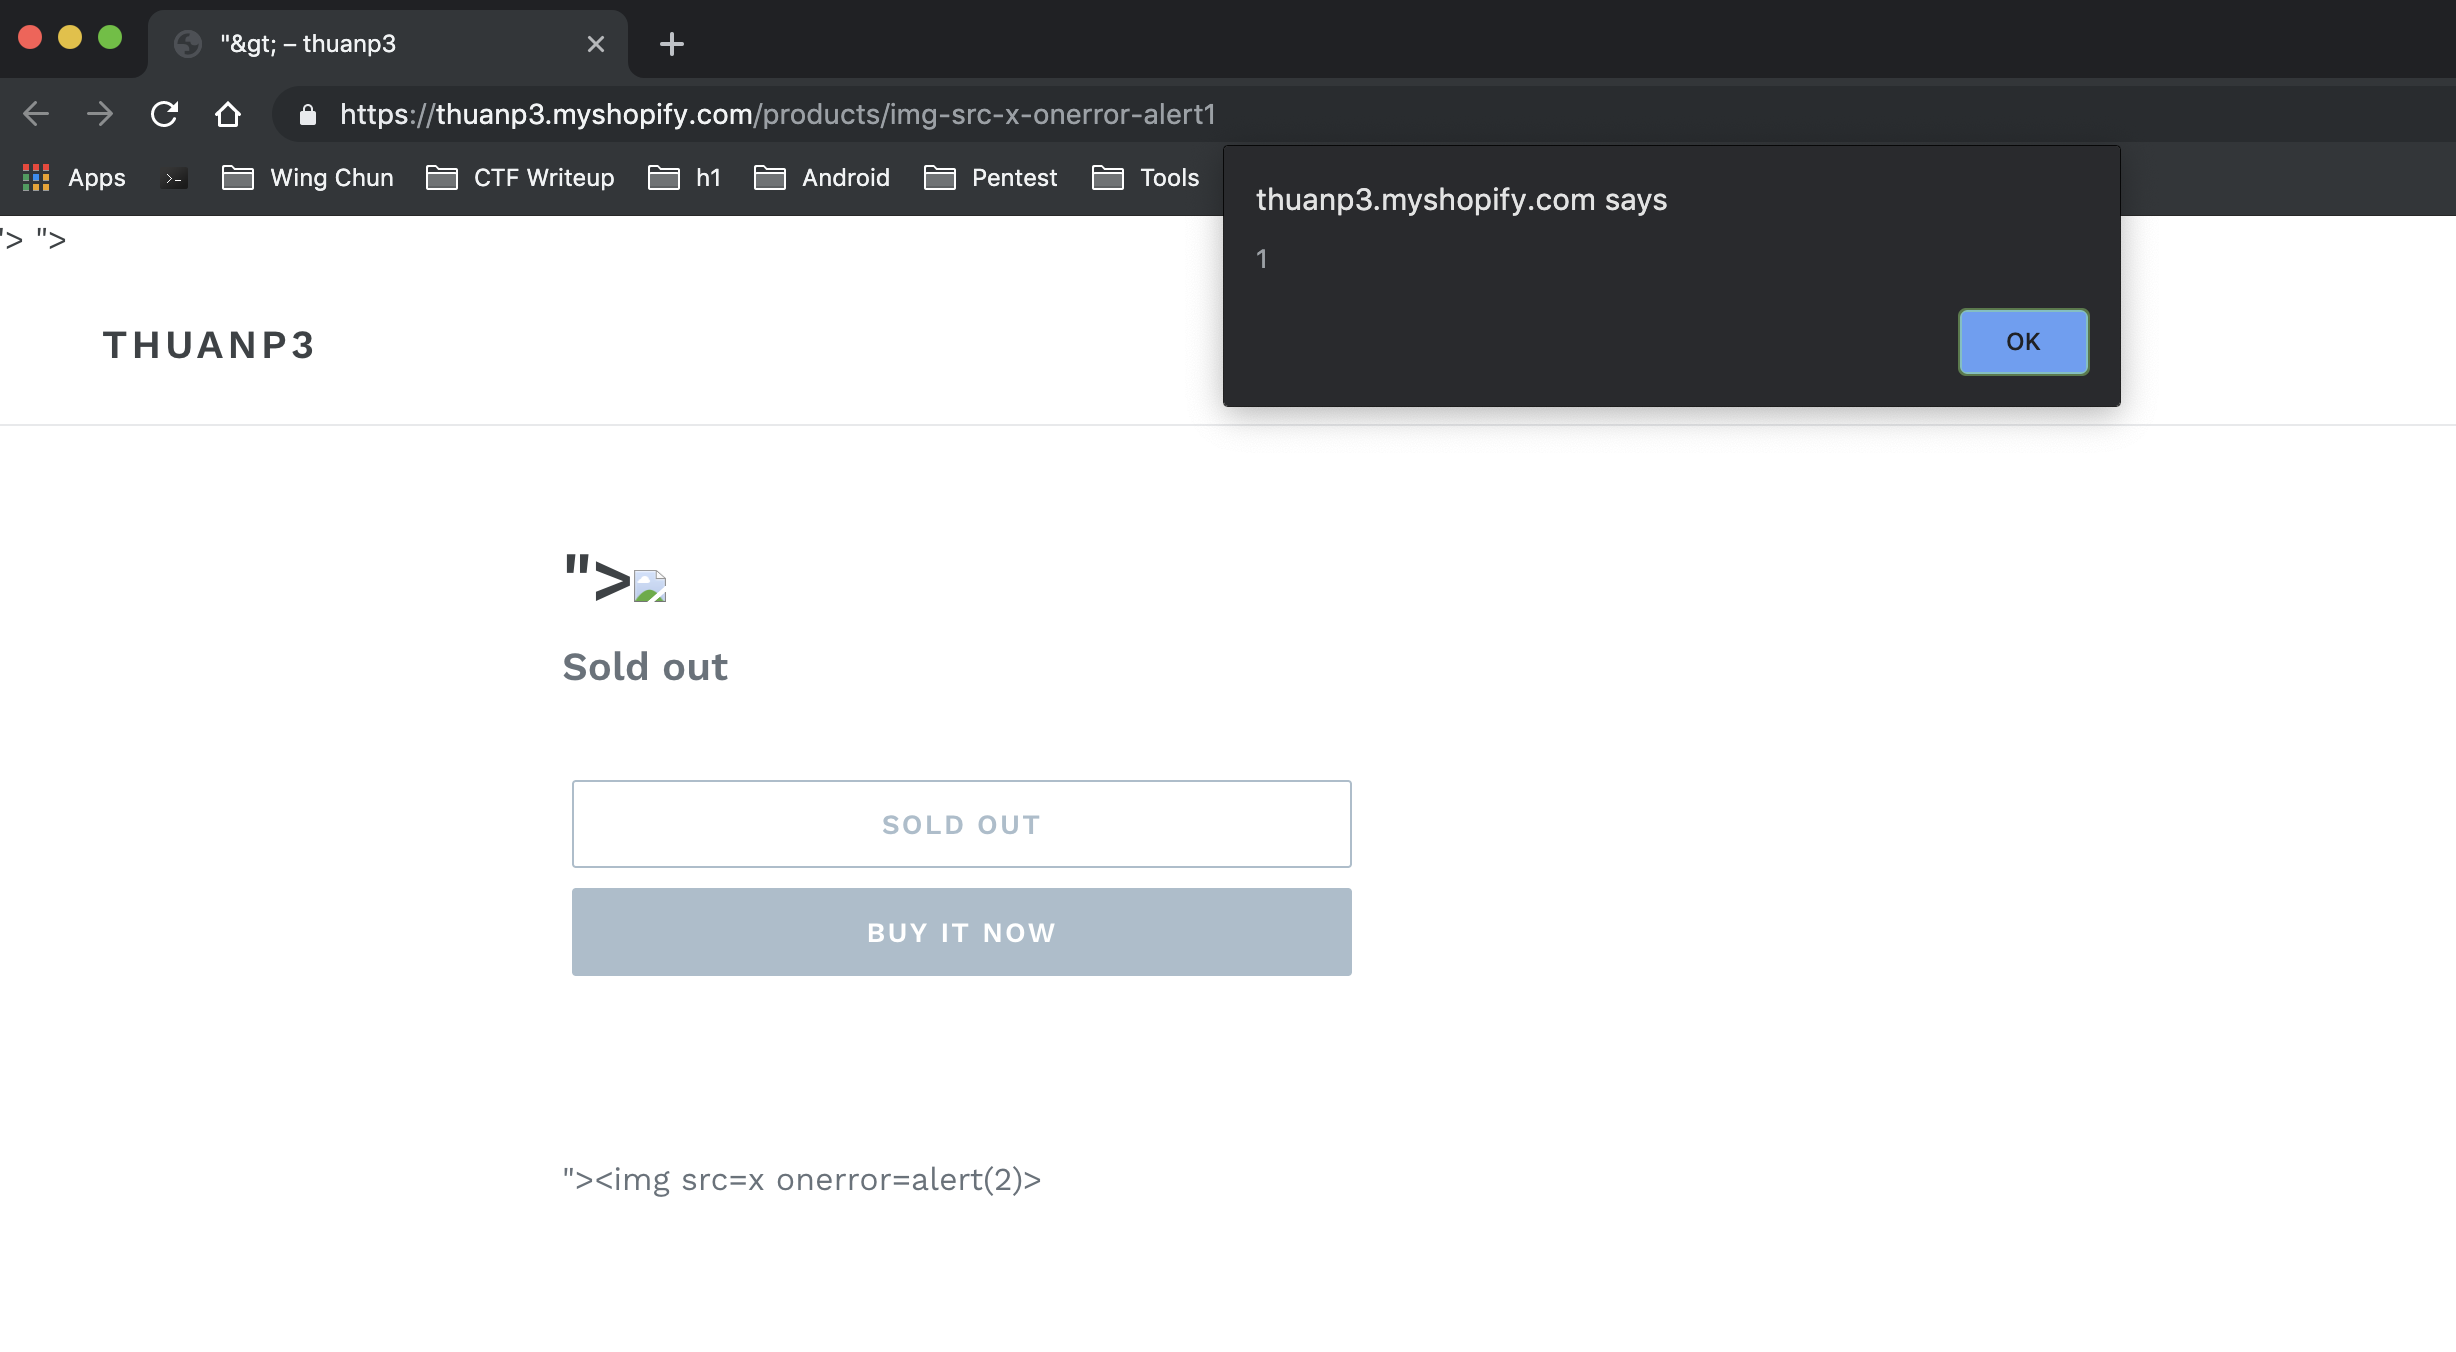 "&gt; – thuanp3
https://thuanp3.myshopify.com/products/img-src-x-onerror-alert1
Apps Wing Chun CTF Writeup h1 Android Pentest Tools
thuanp3.myshopify.com says
1
OK
"> ">
THUANP3
">
Sold out
SOLD OUT
BUY IT NOW
"><img src=x onerror=alert(2)>